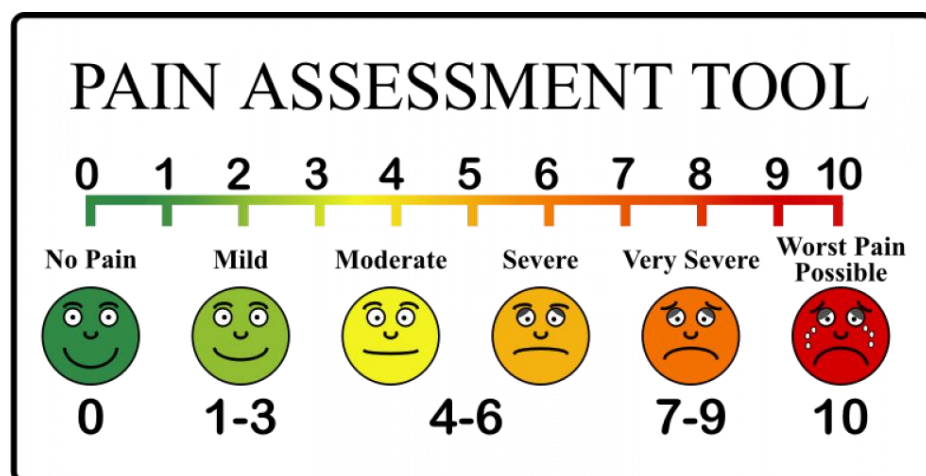 PAIN ASSESSMENT TOOL
0 1 2 3 4 5 6 7 8 9 10
No Pain Mild Moderate Severe Very Severe Worst Pain
Possible
0 1-3 4-6 7-9 10